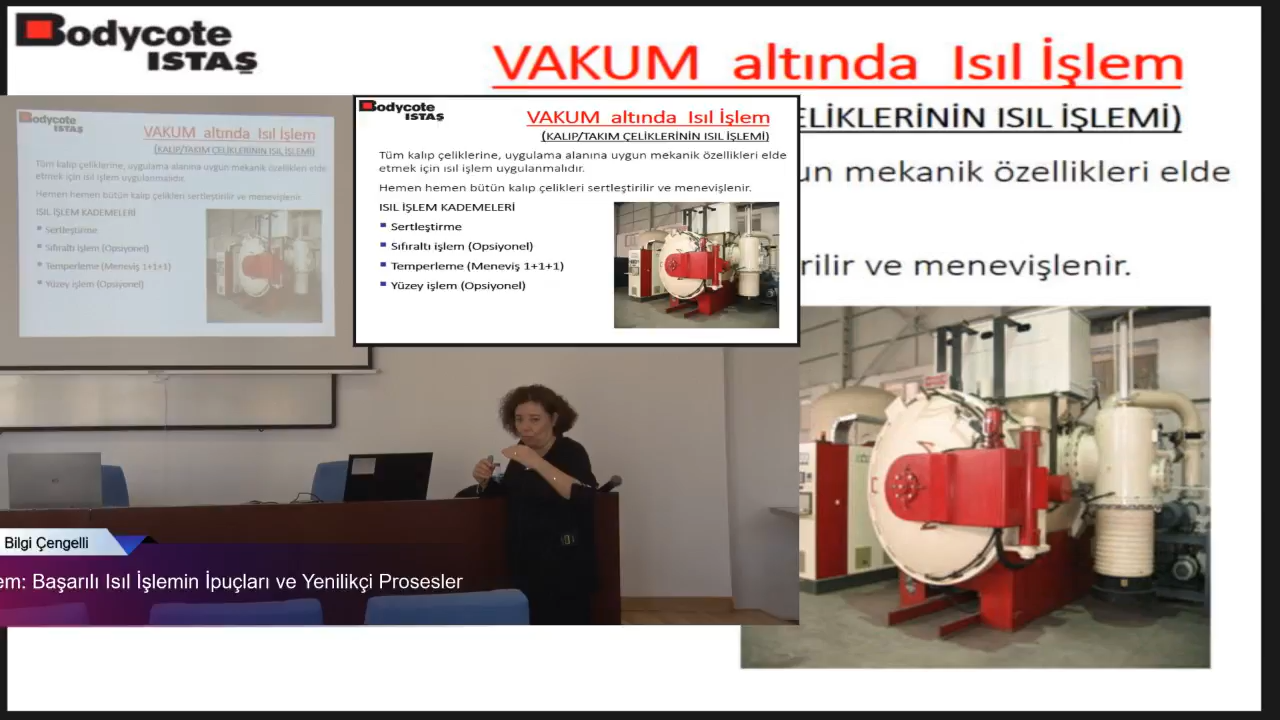 Bodycote
ISTAŞ
VAKUM altında Isıl İşlem
ELİKLERİNİN ISIL İŞLEMİ)
un mekanik özellikleri elde
rilir ve menevişlenir.
Bodycote
ISTAŞ
VAKUM altında Isıl İşlem
(KALIP/TAKIM ÇELİKLERİNİN ISIL İŞLEMİ)
Tüm kalıp çeliklerine, uygulama alanına uygun mekanik özellikleri elde
etmek için ısıl işlem uygulanmalıdır.
Hemen hemen bütün kalıp çelikleri sertleştirilir ve menevişlenir.
ISIL İŞLEM KADEMELERİ
Sertleştirme
Sıfıraltı işlem (Opsiyonel)
Temperleme (Meneviş 1+1+1)
Yüzey işlem (Opsiyonel)
Bodycote
ISTAŞ
VAKUM altında Isıl İşlem
(KALIP/TAKIM ÇELİKLERİNİN ISIL İŞLEMİ)
Tüm kalıp çeliklerine, uygulama alanına uygun mekanik özellikleri elde
etmek için ısıl işlem uygulanmalıdır.
Hemen hemen bütün kalıp çelikleri sertleştirilir ve menevişlenir.
ISIL İŞLEM KADEMELERİ
Sertleştirme
Sıfıraltı işlem (Opsiyonel)
Temperleme (Meneviş 1+1+1)
Yüzey işlem (Opsiyonel)
Bilgi Çengelli
em: Başarılı Isıl İşlemin İpuçları ve Yenilikçi Prosesler